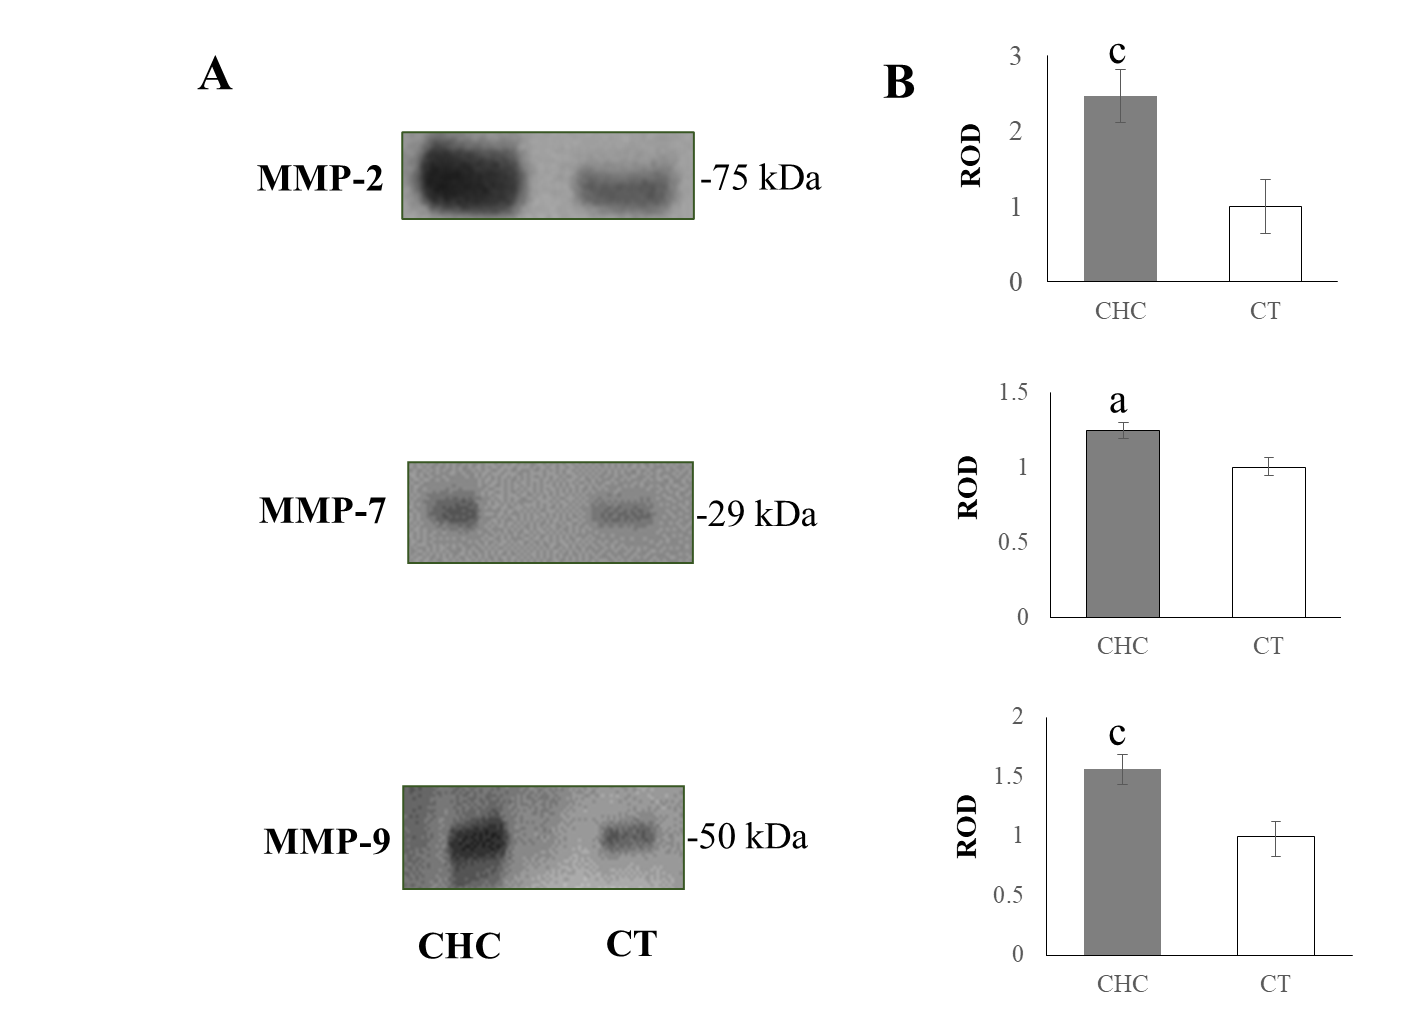 A
MMP-2
-75 kDa
MMP-7
-29 kDa
MMP-9
-50 kDa
CHC CT
B
3
2
1
0
ROD
c
CHC CT
1.5
1
0.5
0
ROD
a
CHC CT
2
1.5
1
0.5
0
ROD
c
CHC CT